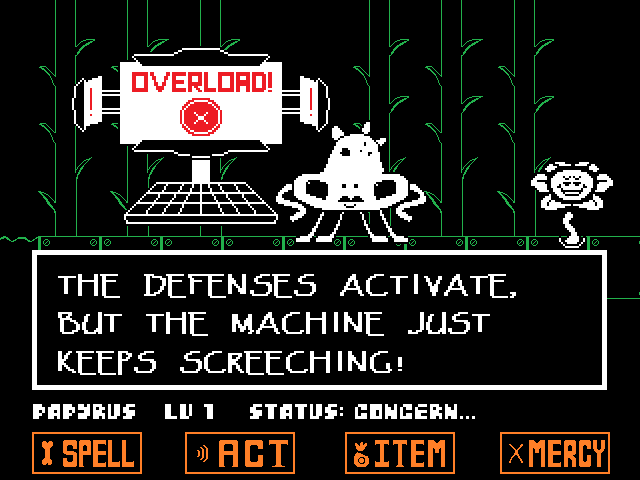 OVERLOAD!
! !
THE DEFENSES ACTIVATE,
BUT THE MACHINE JUST
KEEPS SCREECHING!
PAPYRUS LV 1 STATUS: CONCERN...
SPELL ACT ITEM MERCY